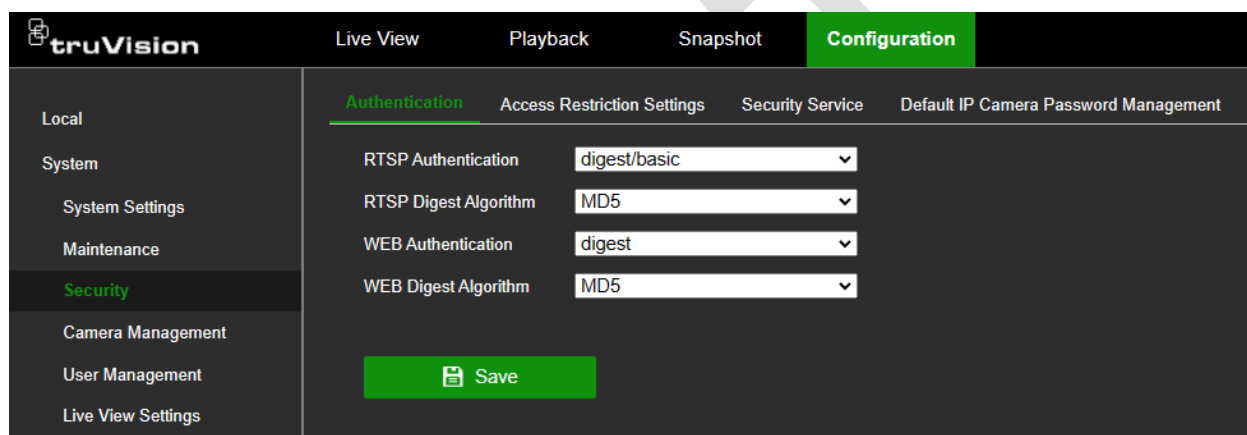 truVision
Live View Playback Snapshot Configuration
Authentication Access Restriction Settings Security Service Default IP Camera Password Management
Local
System
System Settings
Maintenance
Security
Camera Management
User Management
Live View Settings
RTSP Authentication digest/basic
RTSP Digest Algorithm MD5
WEB Authentication digest
WEB Digest Algorithm MD5
Save